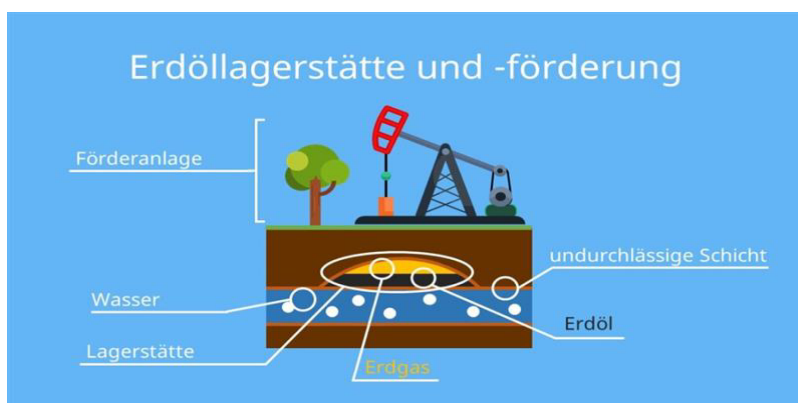 Erdöllagerstätte und -förderung
Förderanlage
undurchlässige Schicht
Wasser
Erdöl
Lagerstätte
Erdgas